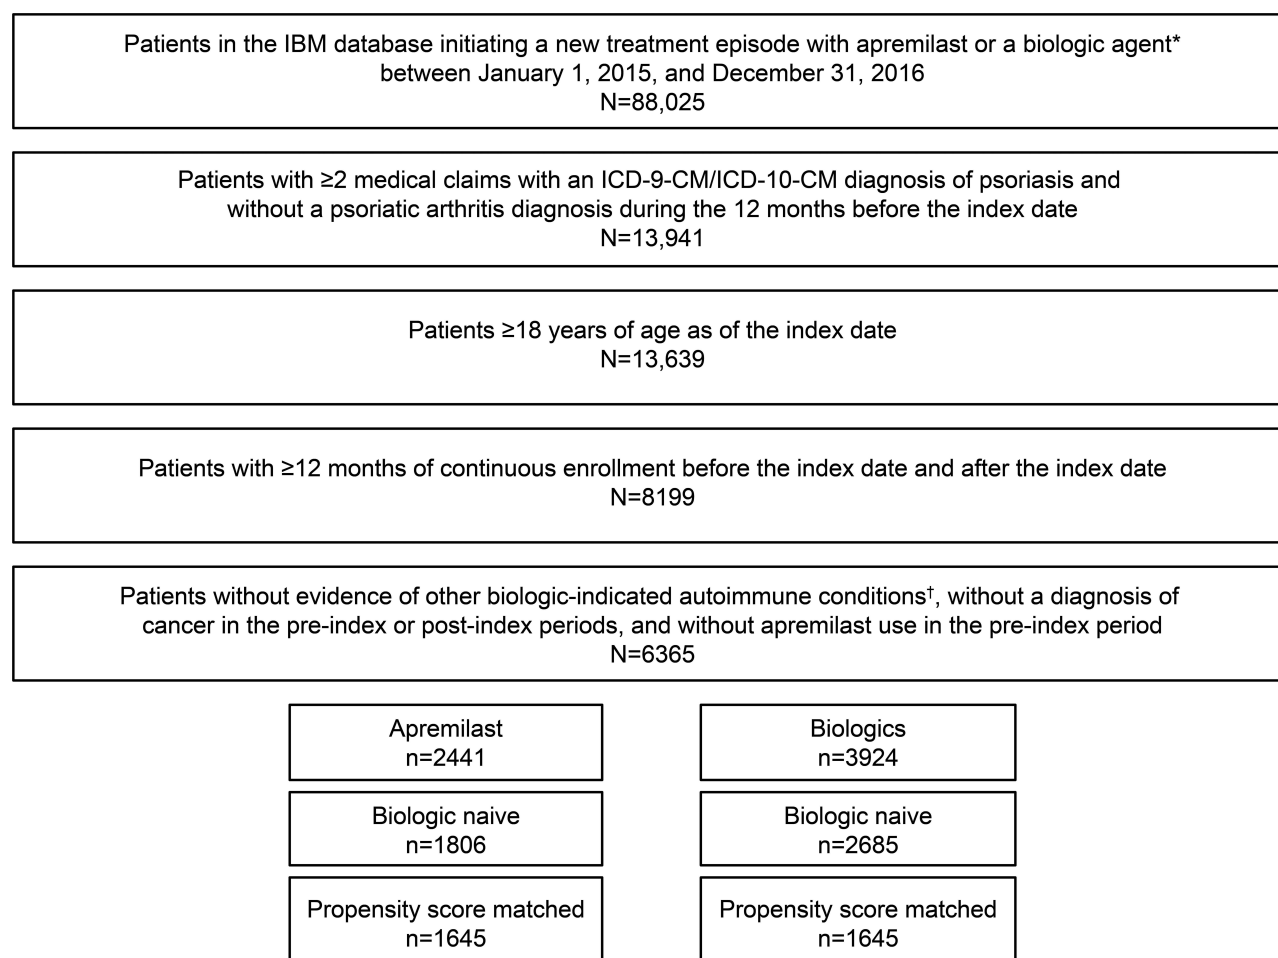 Patients in the IBM database initiating a new treatment episode with apremilast or a biologic agent*
between January 1, 2015, and December 31, 2016
N=88,025
Patients with ≥2 medical claims with an ICD-9-CM/ICD-10-CM diagnosis of psoriasis and
without a psoriatic arthritis diagnosis during the 12 months before the index date
N=13,941
Patients ≥18 years of age as of the index date
N=13,639
Patients with ≥12 months of continuous enrollment before the index date and after the index date
N=8199
Patients without evidence of other biologic-indicated autoimmune conditions†, without a diagnosis of
cancer in the pre-index or post-index periods, and without apremilast use in the pre-index period
N=6365
Apremilast
n=2441
Biologics
n=3924
Biologic naive
n=1806
Biologic naive
n=2685
Propensity score matched
n=1645
Propensity score matched
n=1645